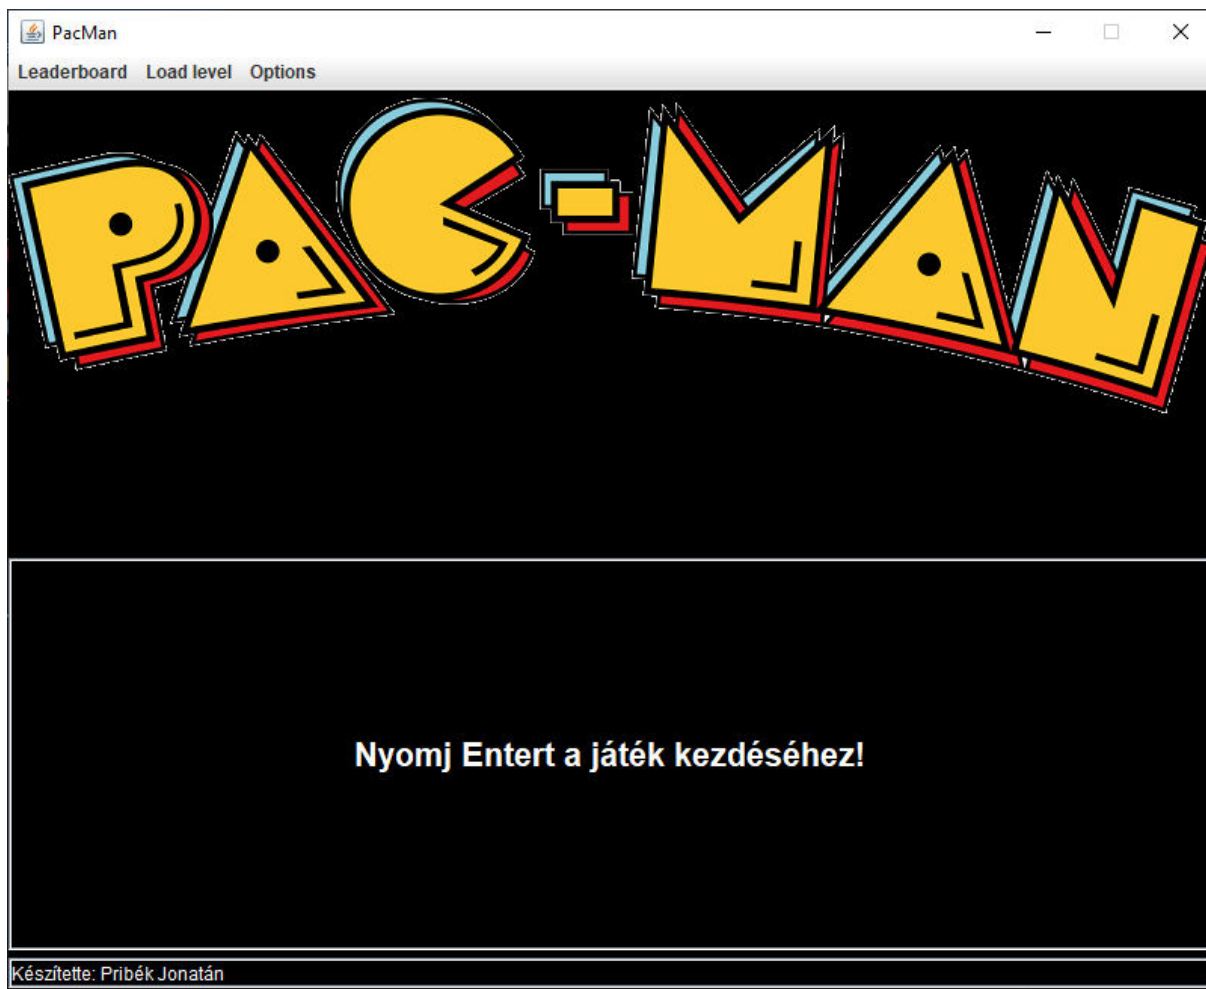 PacMan
Leaderboard Load level Options
PAC-MAN
Nyomj Entert a játék kezdéséhez!
Készítette: Pribék Jonatán